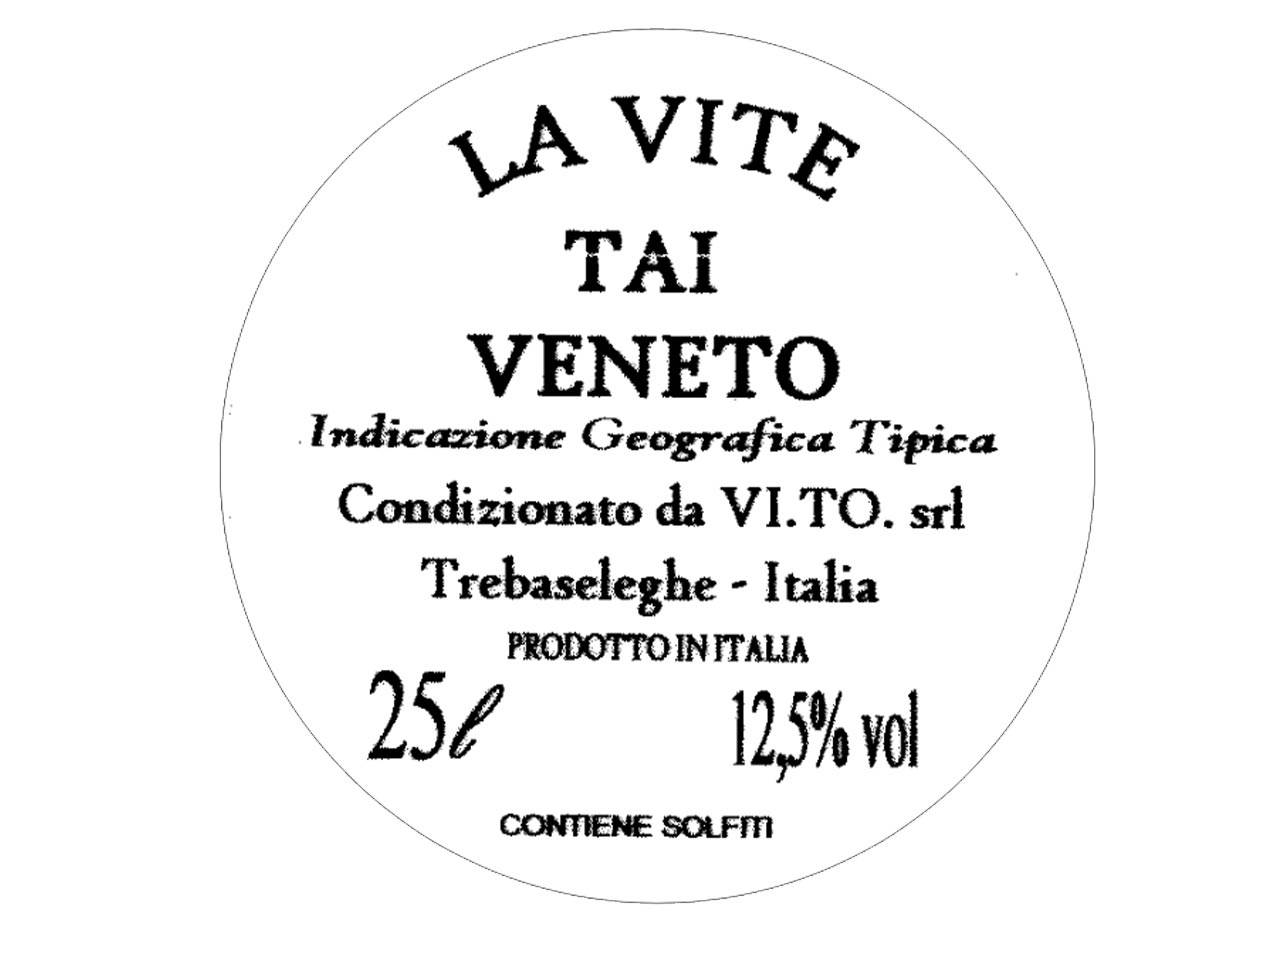 LA VITE
TAI
VENETO
Indicazione Geografica Tipica
Condizionato da VI.TO. srl
Trebaseleghe - Italia
PRODOTTO IN ITALIA
25ℓ 12,5% vol
CONTIENE SOLFITI